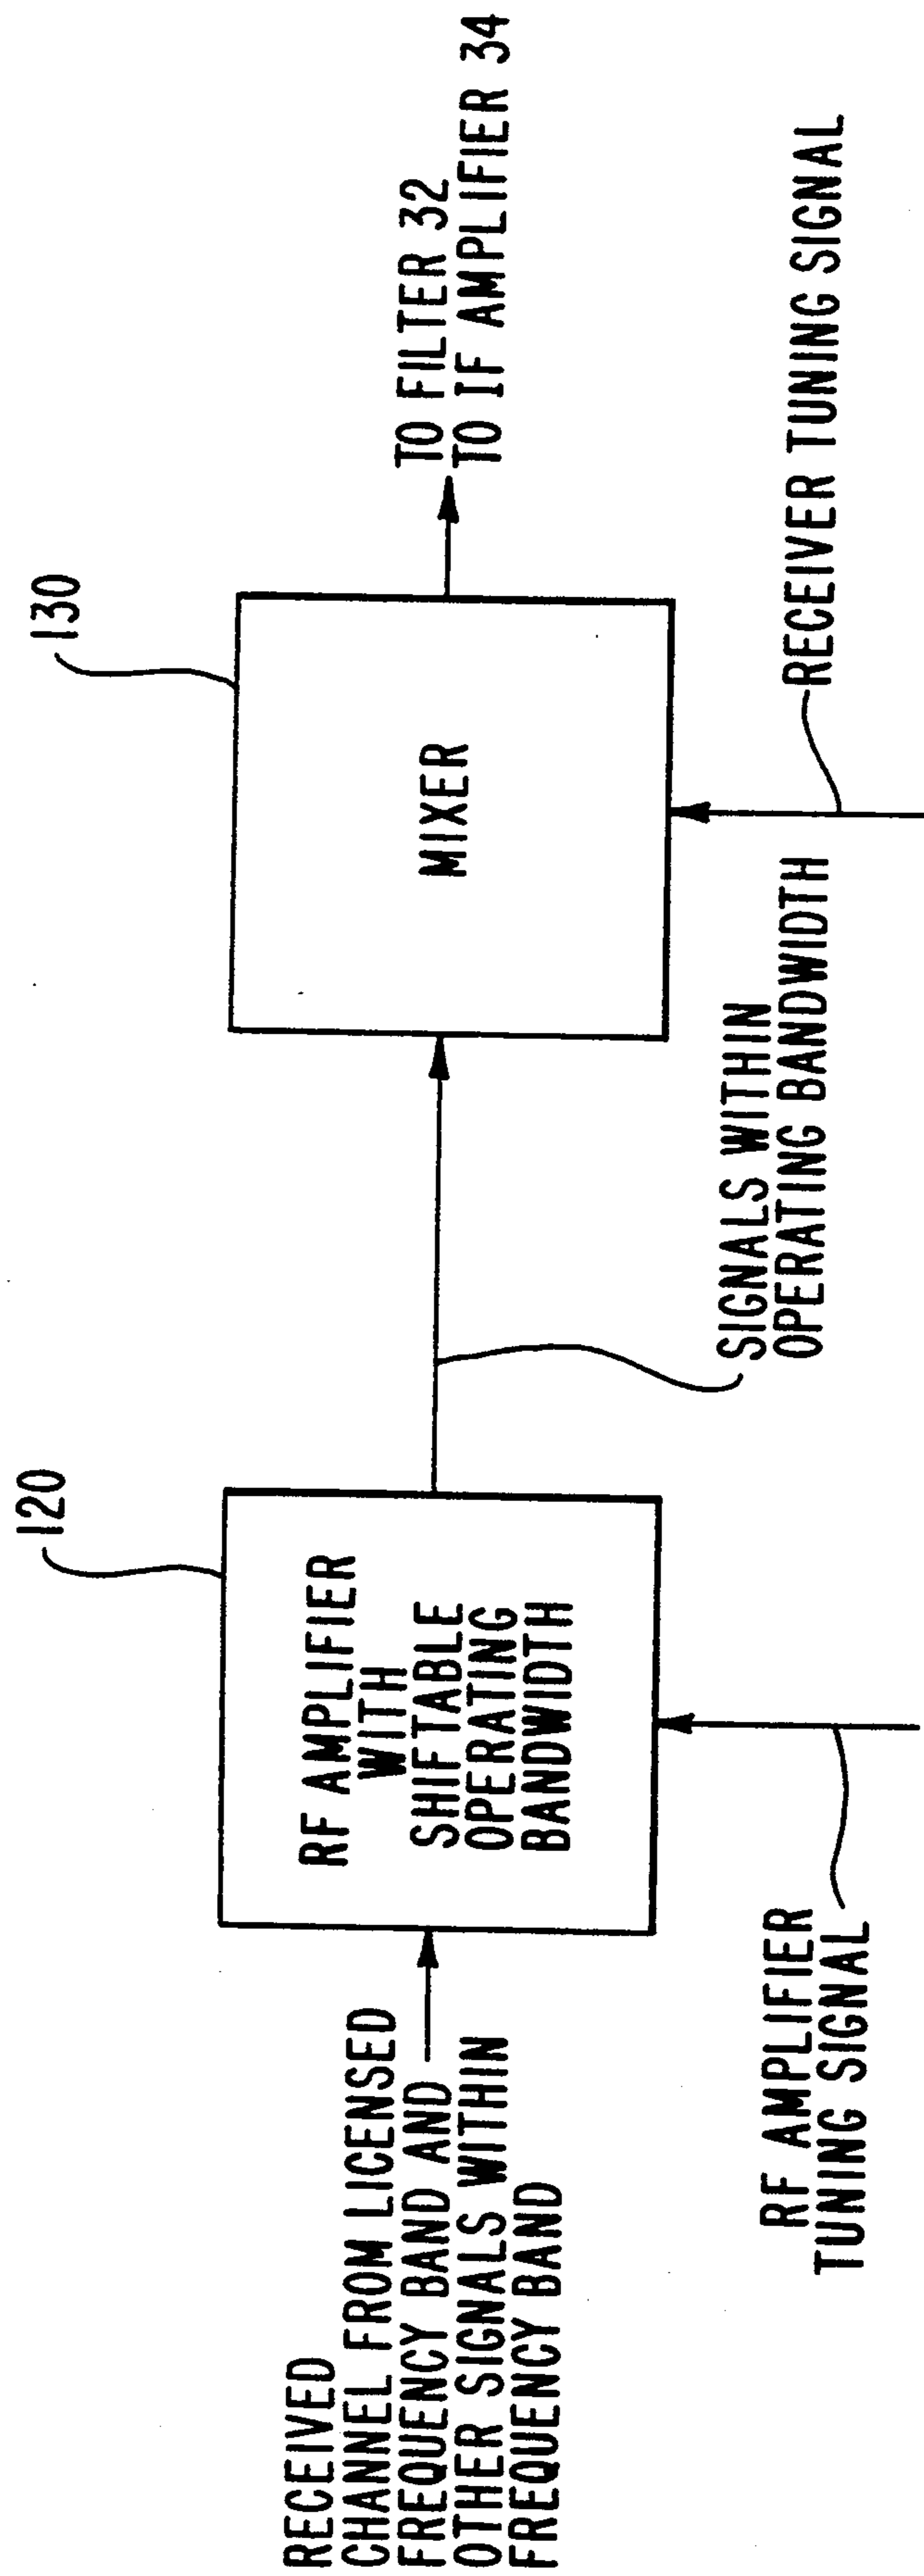 120
130
RECEIVED
CHANNEL FROM LICENSED
FREQUENCY BAND AND
OTHER SIGNALS WITHIN
FREQUENCY BAND
RF AMPLIFIER
WITH
SHIFTABLE
OPERATING
BANDWIDTH
MIXER
TO FILTER 32
TO IF AMPLIFIER 34
RF AMPLIFIER
TUNING SIGNAL
SIGNALS WITHIN
OPERATING BANDWIDTH
RECEIVER TUNING SIGNAL